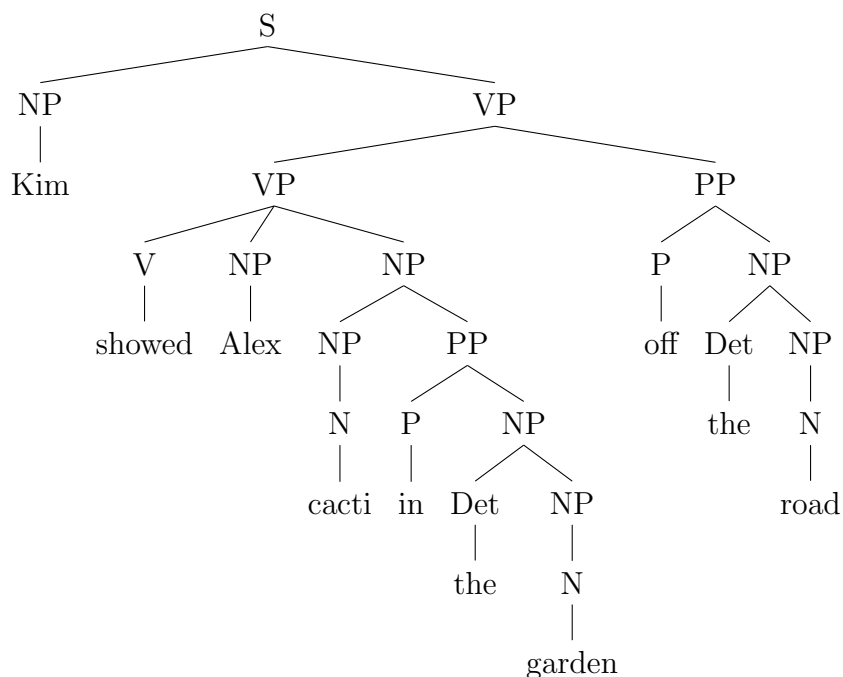 S
NP VP
Kim VP PP
V NP NP P NP
showed Alex NP PP off Det NP
N P NP the N
cacti in Det NP road
the N
garden